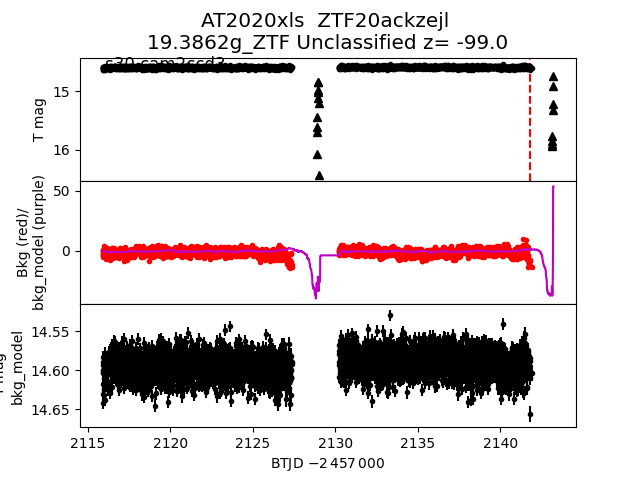 AT2020xls  ZTF20ackzejl
19.3862g_ZTF Unclassified z= -99.0
s30 cam2ccd3
15
16
T mag
50
0
Bkg (red)/
bkg_model (purple)
14.55
14.60
14.65
mag
bkg_model
2115 2120 2125 2130 2135 2140
BTJD −2 457 000